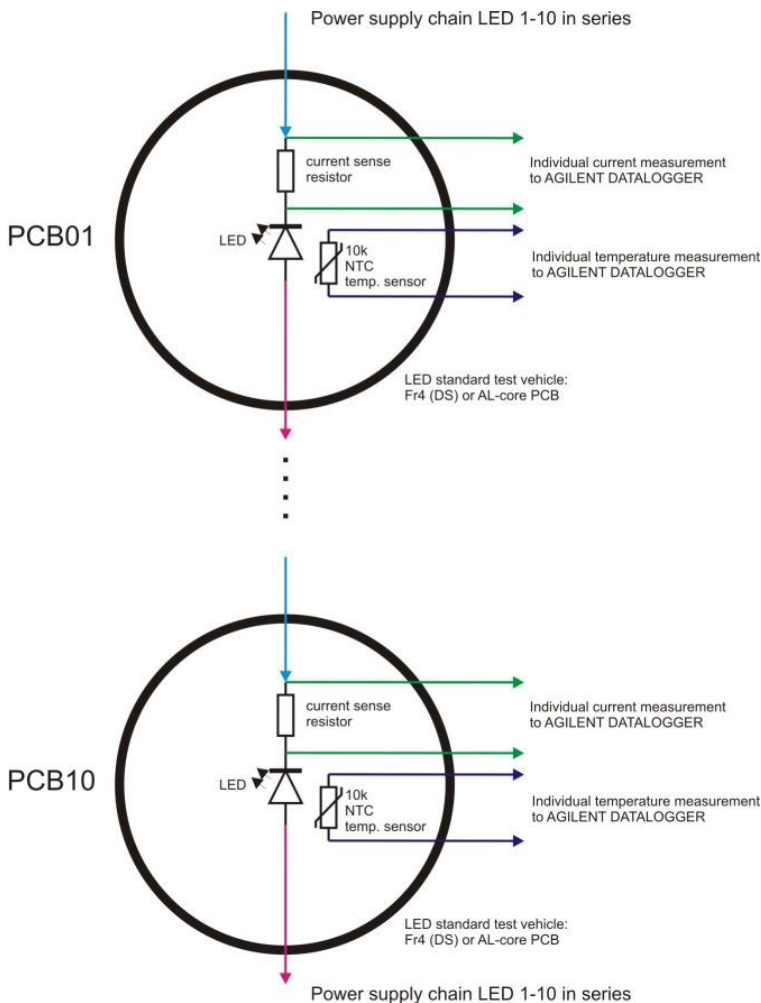 Power supply chain LED 1-10 in series
current sense
resistor
Individual current measurement
to AGILENT DATALOGGER
PCB01
LED
10k
NTC
temp. sensor
Individual temperature measurement
to AGILENT DATALOGGER
LED standard test vehicle:
Fr4 (DS) or AL-core PCB
current sense
resistor
Individual current measurement
to AGILENT DATALOGGER
PCB10
LED
10k
NTC
temp. sensor
Individual temperature measurement
to AGILENT DATALOGGER
LED standard test vehicle:
Fr4 (DS) or AL-core PCB
Power supply chain LED 1-10 in series